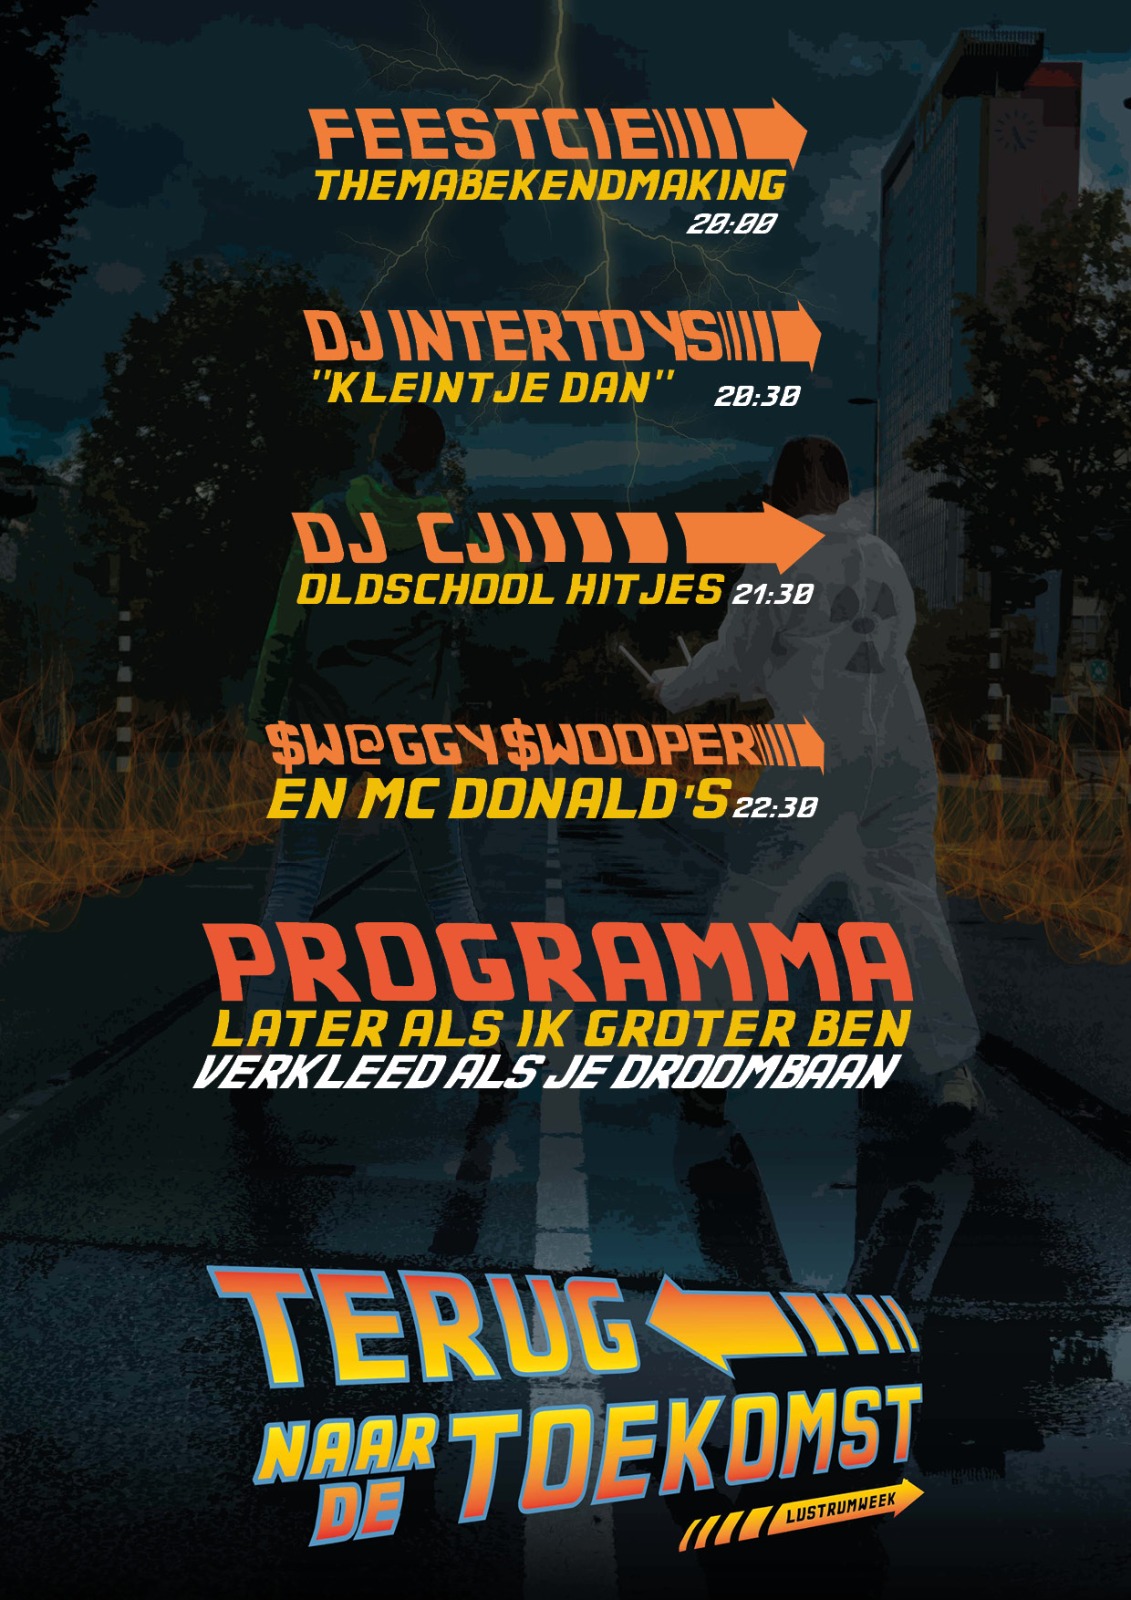 FEESTCIE
THEMABEKENDMAKING
20:00
DJ INTERTOYS
"KLEINTJE DAN" 20:30
DJ CJ
OLDSCHOOL HITJES 21:30
$W@GGY $WOOPER
EN MC DONALD'S 22:30
PROGRAMMA
LATER ALS IK GROTER BEN
VERKLEED ALS JE DROOMBAAN
TERUG
NAAR DE TOEKOMST
LUSTRUMWEEK